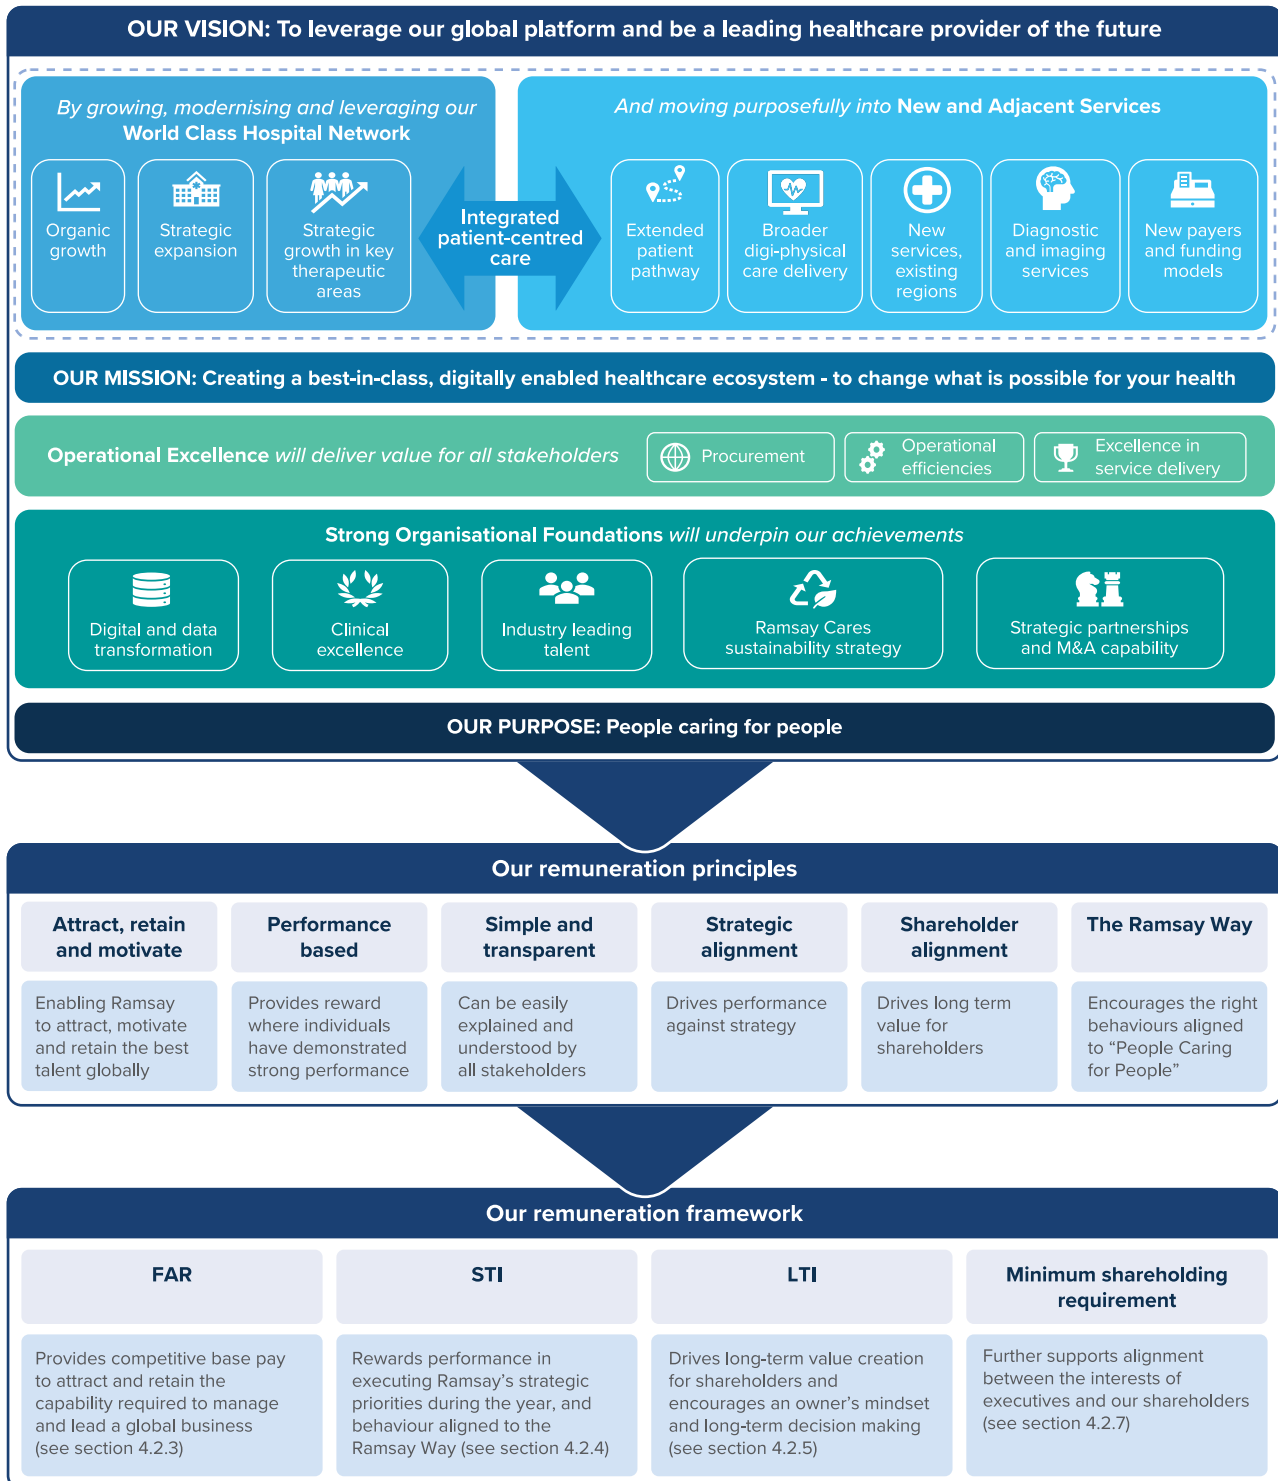 OUR VISION: To leverage our global platform and be a leading healthcare provider of the future
By growing, modernising and leveraging our
World Class Hospital Network
Organic
growth
Strategic
expansion
Strategic
growth in key
therapeutic
areas
Integrated
patient-centred
care
And moving purposefully into New and Adjacent Services
Extended
patient
pathway
Broader
digi-physical
care delivery
New
services,
existing
regions
Diagnostic
and imaging
services
New payers
and funding
models
OUR MISSION: Creating a best-in-class, digitally enabled healthcare ecosystem - to change what is possible for your health
Operational Excellence will deliver value for all stakeholders
Procurement
Operational
efficiencies
Excellence in
service delivery
Strong Organisational Foundations will underpin our achievements
Digital and data
transformation
Clinical
excellence
Industry leading
talent
Ramsay Cares
sustainability strategy
Strategic partnerships
and M&A capability
OUR PURPOSE: People caring for people
Our remuneration principles
Attract, retain
and motivate
Enabling Ramsay
to attract, motivate
and retain the best
talent globally
Performance
based
Provides reward
where individuals
have demonstrated
strong performance
Simple and
transparent
Can be easily
explained and
understood by
all stakeholders
Strategic
alignment
Drives performance
against strategy
Shareholder
alignment
Drives long term
value for
shareholders
The Ramsay Way
Encourages the right
behaviours aligned
to “People Caring
for People”
Our remuneration framework
FAR
Provides competitive base pay
to attract and retain the
capability required to manage
and lead a global business
(see section 4.2.3)
STI
Rewards performance in
executing Ramsay’s strategic
priorities during the year, and
behaviour aligned to the
Ramsay Way (see section 4.2.4)
LTI
Drives long-term value creation
for shareholders and
encourages an owner’s mindset
and long-term decision making
(see section 4.2.5)
Minimum shareholding
requirement
Further supports alignment
between the interests of
executives and our shareholders
(see section 4.2.7)